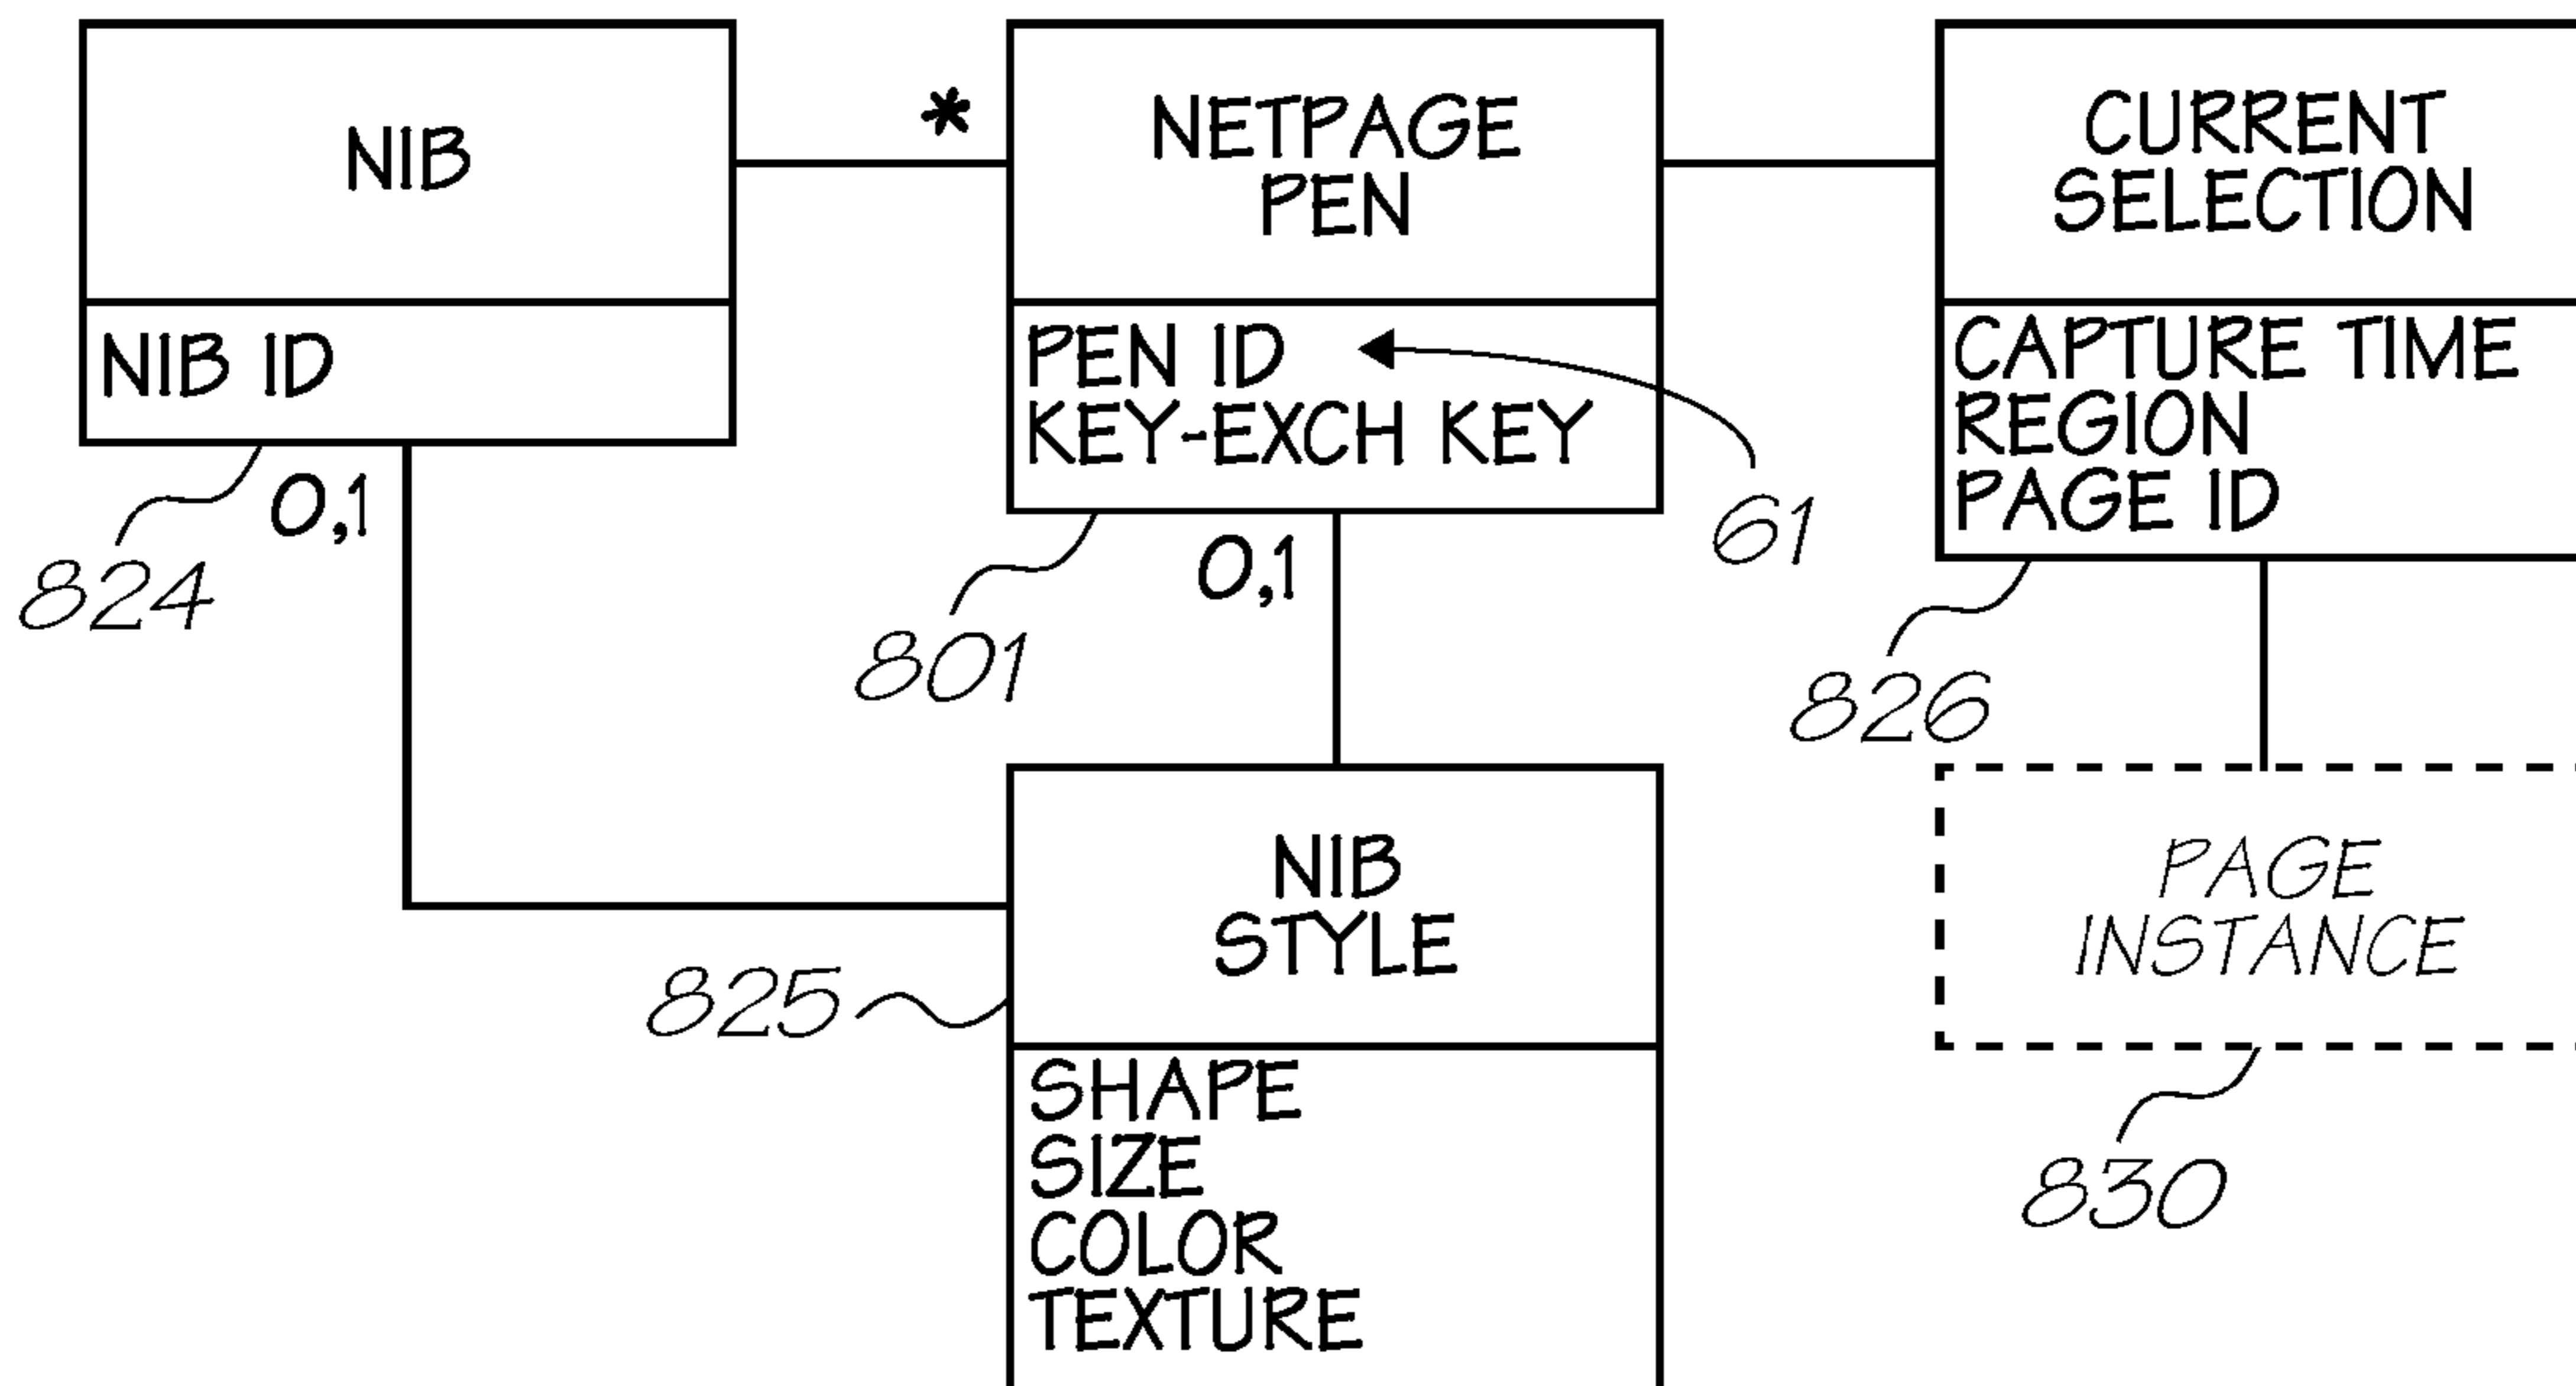 NIB
NIB ID
824
0,1
*
NETPAGE
PEN
PEN ID
KEY-EXCH KEY
61
801
0,1
CURRENT
SELECTION
CAPTURE TIME
REGION
PAGE ID
826
NIB
STYLE
825
SHAPE
SIZE
COLOR
TEXTURE
PAGE
INSTANCE
830